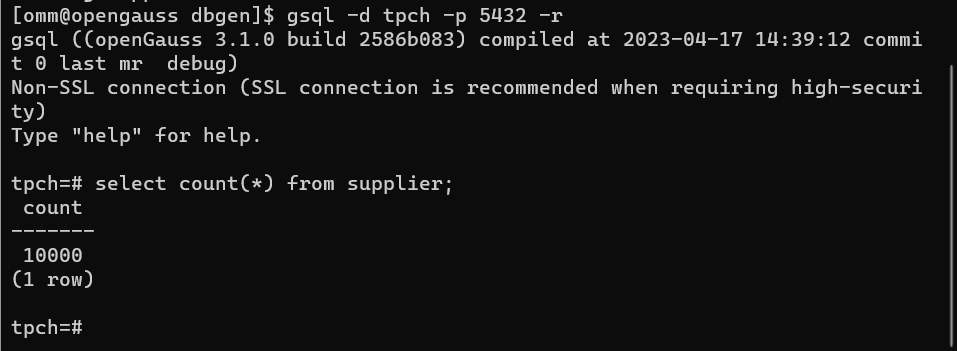 [omm@opengauss dbgen]$ gsql -d tpch -p 5432 -r
gsql ((openGauss 3.1.0 build 2586b083) compiled at 2023-04-17 14:39:12 commi
t 0 last mr  debug)
Non-SSL connection (SSL connection is recommended when requiring high-securi
ty)
Type "help" for help.

tpch=# select count(*) from supplier;
 count
-------
 10000
(1 row)

tpch=#